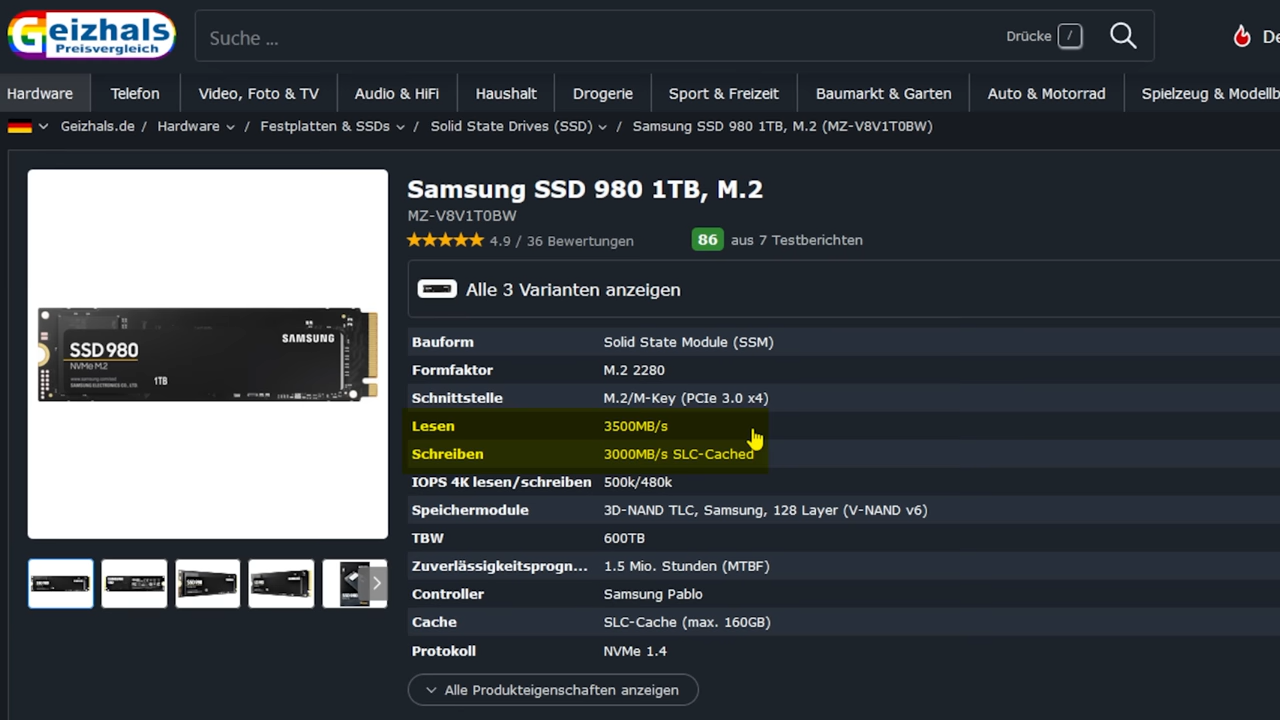 Geizhals
Preisvergleich
Suche ...
Drücke /
Hardware
Telefon
Video, Foto & TV
Audio & HiFi
Haushalt
Drogerie
Sport & Freizeit
Baumarkt & Garten
Auto & Motorrad
Spielzeug & Modellb
Geizhals.de / Hardware / Festplatten & SSDs / Solid State Drives (SSD) / Samsung SSD 980 1TB, M.2 (MZ-V8V1T0BW)
Samsung SSD 980 1TB, M.2
MZ-V8V1T0BW
4.9 / 36 Bewertungen
86 aus 7 Testberichten
Alle 3 Varianten anzeigen
SAMSUNG
SSD 980
NVMe M.2
1TB
Bauform Solid State Module (SSM)
Formfaktor M.2 2280
Schnittstelle M.2/M-Key (PCIe 3.0 x4)
Lesen 3500MB/s
Schreiben 3000MB/s SLC-Cached
IOPS 4K lesen/schreiben 500k/480k
Speichermodule 3D-NAND TLC, Samsung, 128 Layer (V-NAND v6)
TBW 600TB
Zuverlässigkeitsprogn... 1.5 Mio. Stunden (MTBF)
Controller Samsung Pablo
Cache SLC-Cache (max. 160GB)
Protokoll NVMe 1.4
Alle Produkteigenschaften anzeigen